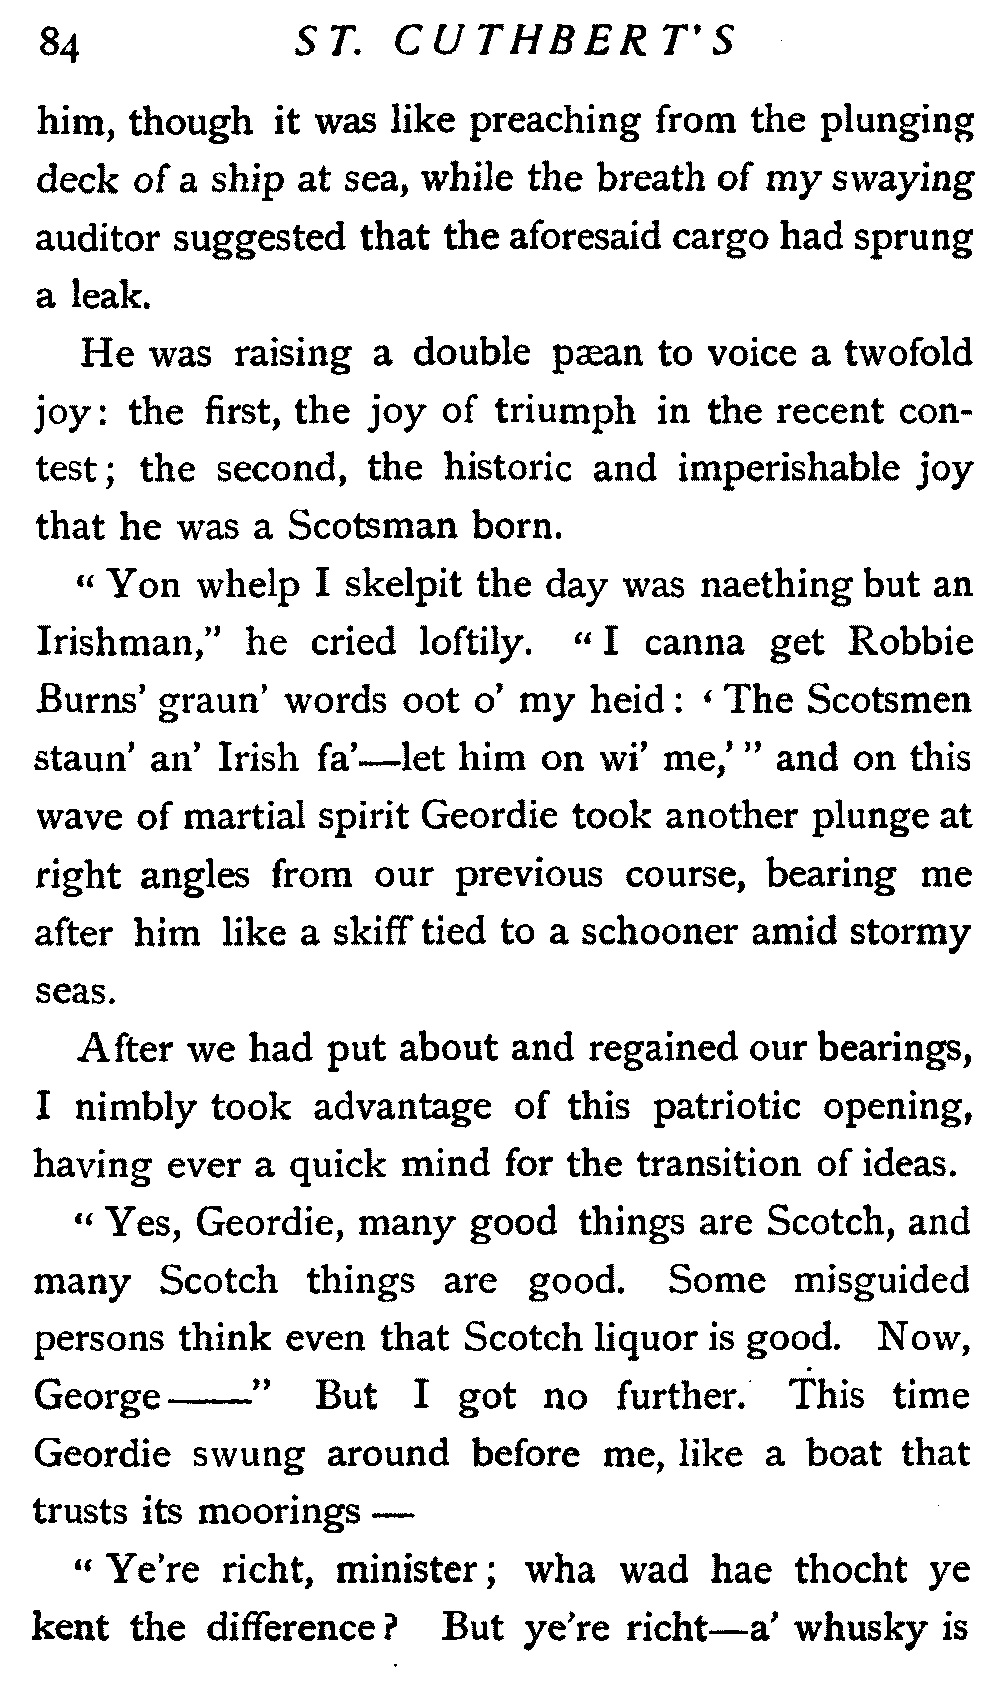 84 ST. CUTHBERT'S
him, though it was like preaching from the plunging
deck of a ship at sea, while the breath of my swaying
auditor suggested that the aforesaid cargo had sprung
a leak.
He was raising a double pæan to voice a twofold
joy: the first, the joy of triumph in the recent con-
test; the second, the historic and imperishable joy
that he was a Scotsman born.
“Yon whelp I skelpit the day was naething but an
Irishman,” he cried loftily. “I canna get Robbie
Burns’ graun’ words oot o’ my heid: ‘The Scotsmen
staun’ an’ Irish fa’—let him on wi’ me,’” and on this
wave of martial spirit Geordie took another plunge at
right angles from our previous course, bearing me
after him like a skiff tied to a schooner amid stormy
seas.
After we had put about and regained our bearings,
I nimbly took advantage of this patriotic opening,
having ever a quick mind for the transition of ideas.
“Yes, Geordie, many good things are Scotch, and
many Scotch things are good. Some misguided
persons think even that Scotch liquor is good. Now,
George——” But I got no further. This time
Geordie swung around before me, like a boat that
trusts its moorings—
“Ye’re richt, minister; wha wad hae thocht ye
kent the difference? But ye’re richt—a’ whusky is